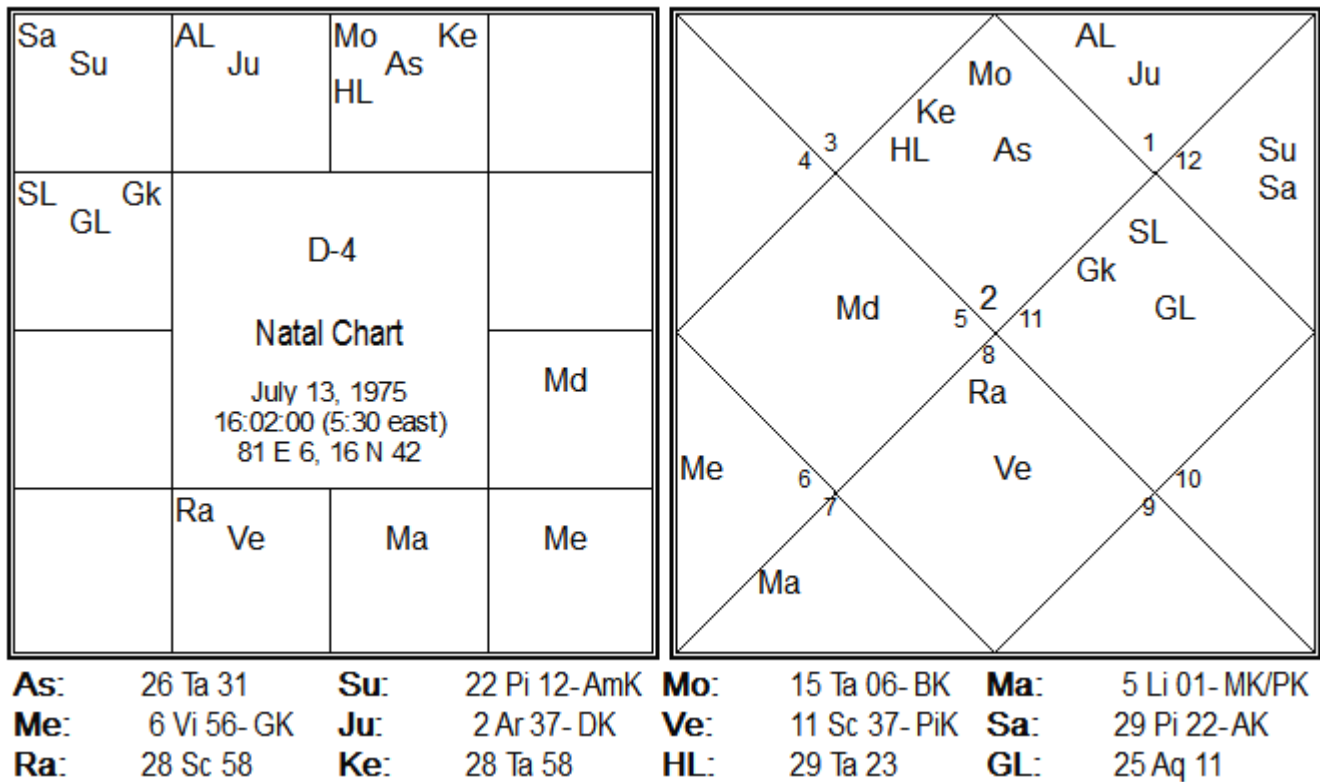 Sa
Su
AL
Ju
Mo Ke
As
HL
SL Gk
GL
D-4
Natal Chart
July 13, 1975
16:02:00 (5:30 east)
81 E 6, 16 N 42
Md
Ra
Ve
Ma
Me
AL
Ju
Mo
Ke
HL As
3
4
1
12
Su
Sa
SL
Gk
GL
Md
5 2 11
8
Ra
Ve
Me
6
7
Ma
10
9
As: 26 Ta 31 Su: 22 Pi 12-AmK Mo: 15 Ta 06-BK Ma: 5 Li 01-MK/PK
Me: 6 Vi 56-GK Ju: 2 Ar 37-DK Ve: 11 Sc 37-PiK Sa: 29 Pi 22-AK
Ra: 28 Sc 58 Ke: 28 Ta 58 HL: 29 Ta 23 GL: 25 Aq 11